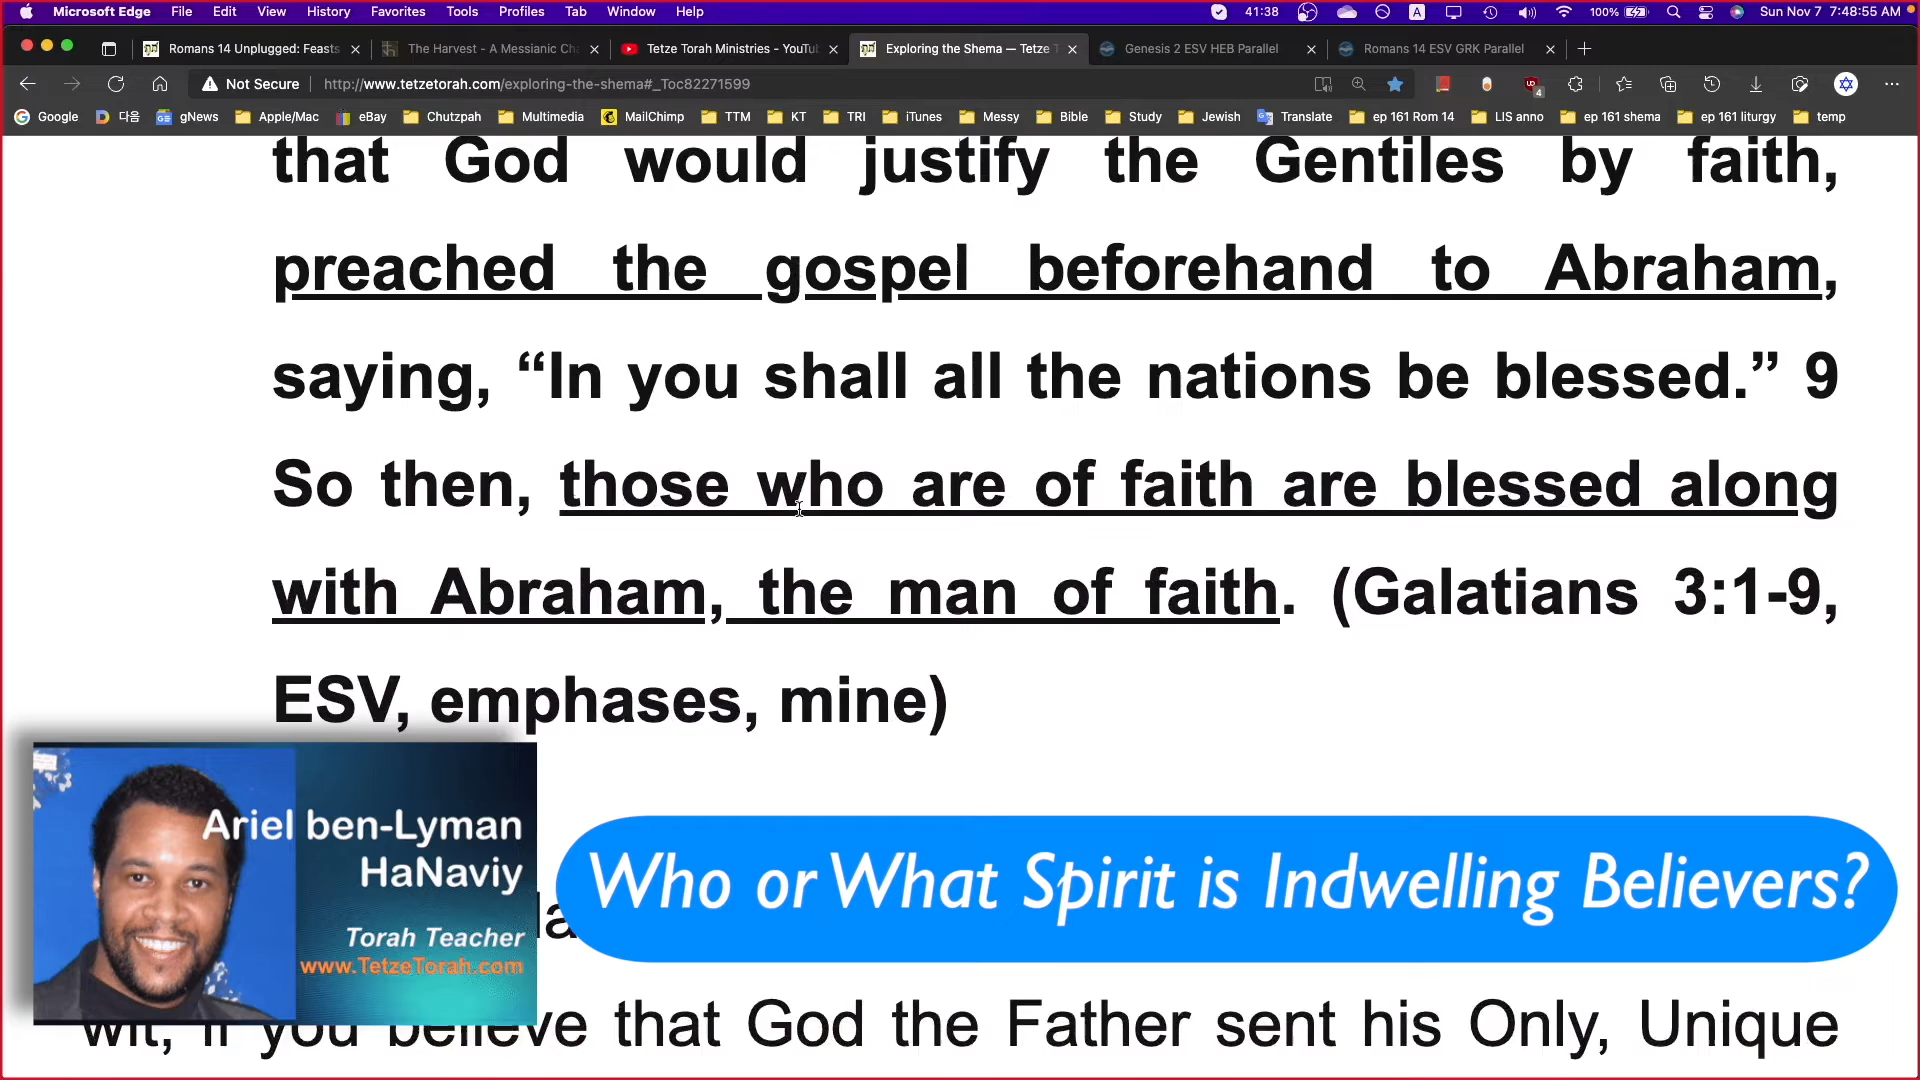 Microsoft Edge File Edit View History Favorites Tools Profiles Tab Window Help 41:38 A 100% Sun Nov 7 7:48:55 AM
Romans 14 Unplugged: Feasts The Harvest - A Messianic Cha Tetze Torah Ministries - YouTu Exploring the Shema — Tetze T Genesis 2 ESV HEB Parallel Romans 14 ESV GRK Parallel
Not Secure http://www.tetzetorah.com/exploring-the-shema#_Toc82271599 4
Google 다음 gNews Apple/Mac eBay Chutzpah Multimedia MailChimp TTM KT TRI iTunes Messy Bible Study Jewish Translate ep 161 Rom 14 LIS anno ep 161 shema ep 161 liturgy temp
that God would justify the Gentiles by faith,
preached the gospel beforehand to Abraham,
saying, “In you shall all the nations be blessed.” 9
So then, those who are of faith are blessed along
with Abraham, the man of faith. (Galatians 3:1-9,
ESV, emphases, mine)
Ariel ben-Lyman
HaNaviy
Torah Teacher
www.TetzeTorah.com
Who or What Spirit is Indwelling Believers?
wit, if you believe that God the Father sent his Only, Unique